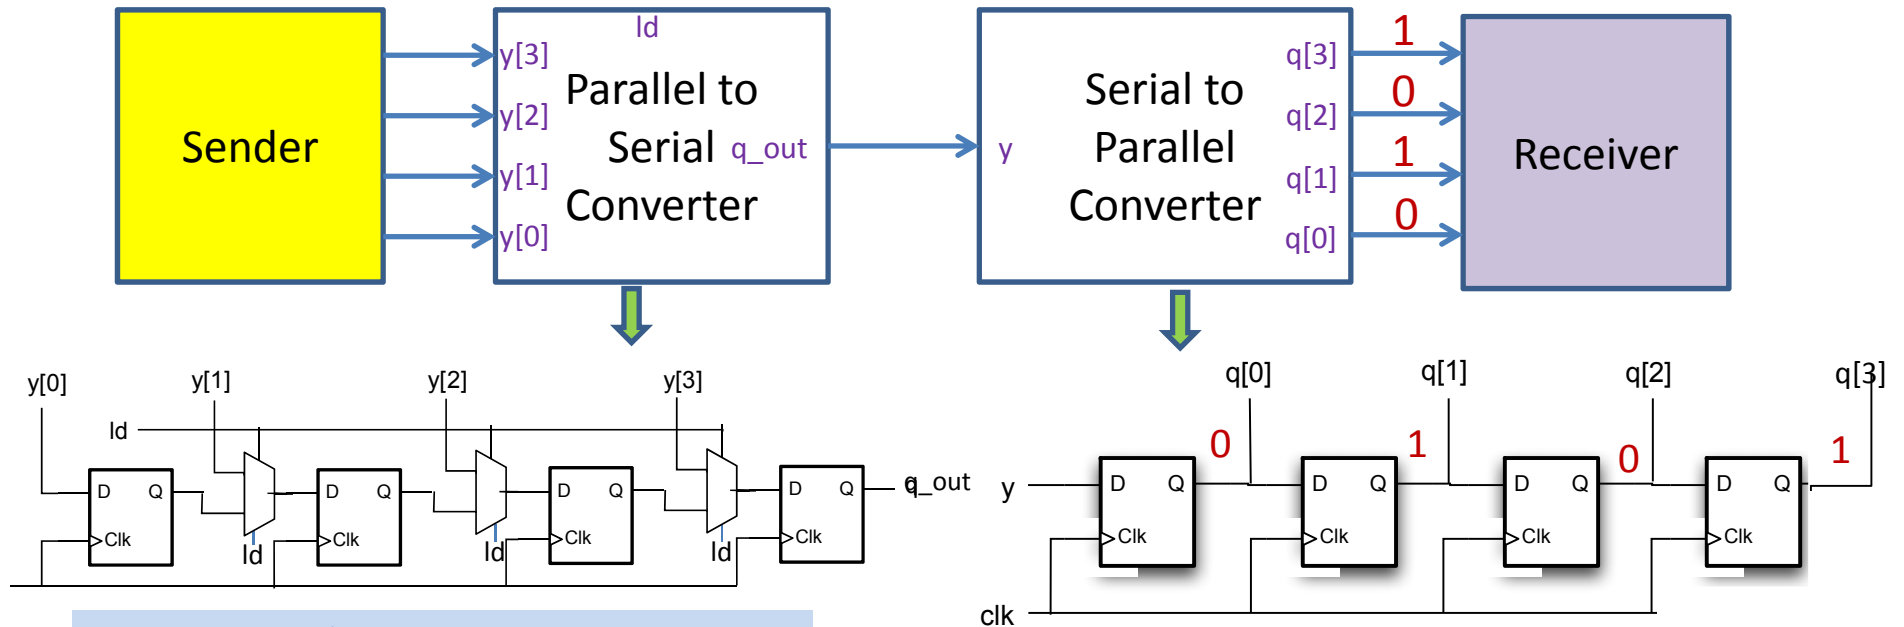 Sender
y[3]
y[2]
y[1]
y[0]
ld
Parallel to
Serial
Converter
q_out
y
Serial to
Parallel
Converter
q[3]
q[2]
q[1]
q[0]
1
0
1
0
Receiver
y[0]
y[1]
y[2]
y[3]
ld
D Q
Clk
ld
D Q
Clk
ld
D Q
Clk
ld
D Q
q_out
q[0]
q[1]
q[2]
q[3]
0
1
0
1
y
D Q
Clk
D Q
Clk
D Q
Clk
D Q
Clk
clk